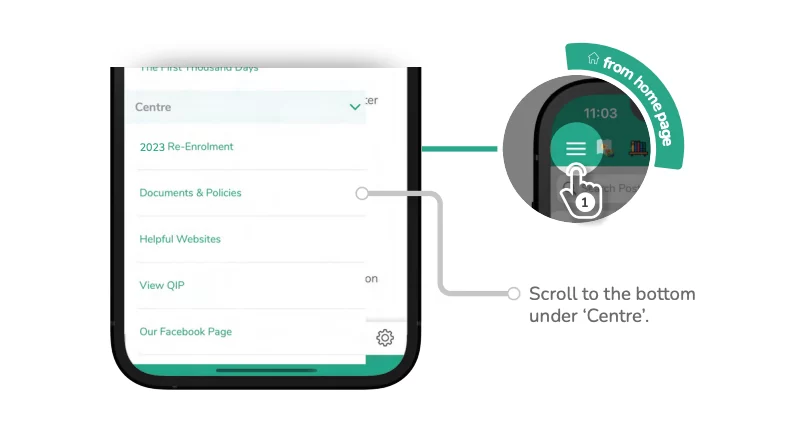 The First Thousand Days
Centre
2023 Re-Enrolment
Documents & Policies
Helpful Websites
View QIP
Our Facebook Page
ter
on
from home page
11:03
rch Post
1
Scroll to the bottom
under ‘Centre’.